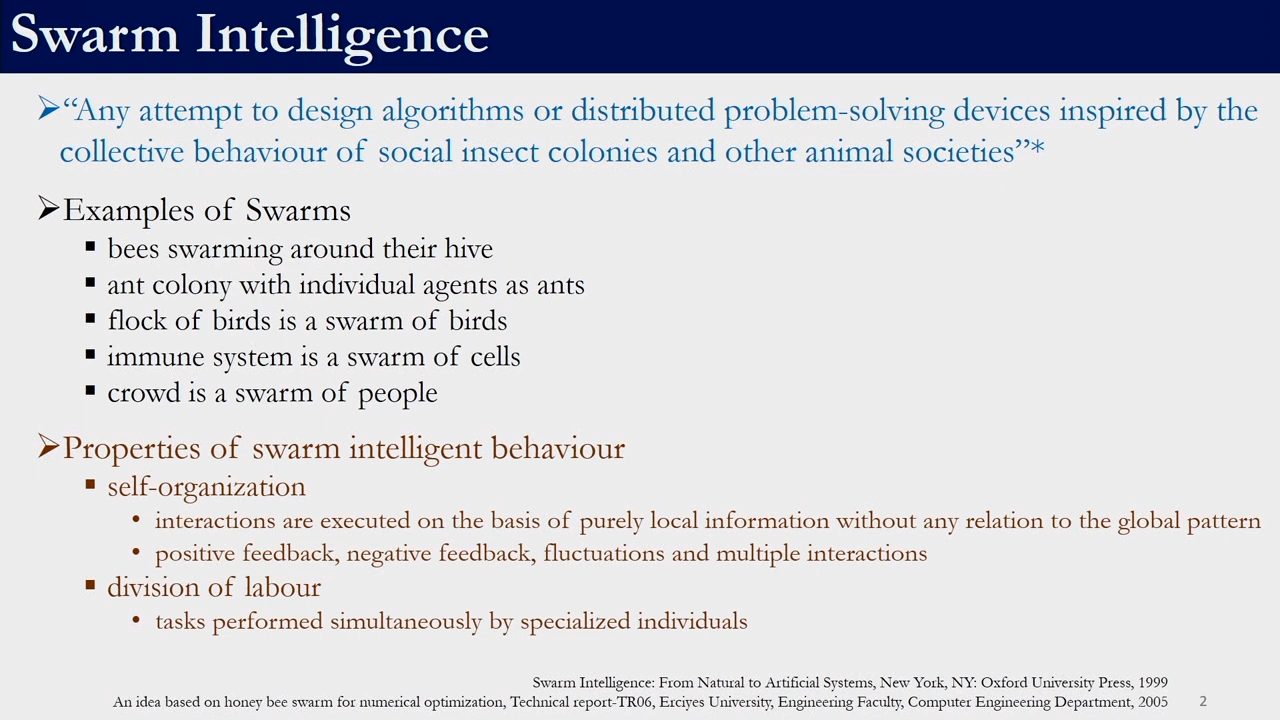 Swarm Intelligence
➢“Any attempt to design algorithms or distributed problem-solving devices inspired by the
collective behaviour of social insect colonies and other animal societies”*
➢Examples of Swarms
▪ bees swarming around their hive
▪ ant colony with individual agents as ants
▪ flock of birds is a swarm of birds
▪ immune system is a swarm of cells
▪ crowd is a swarm of people
➢Properties of swarm intelligent behaviour
▪ self-organization
• interactions are executed on the basis of purely local information without any relation to the global pattern
• positive feedback, negative feedback, fluctuations and multiple interactions
▪ division of labour
• tasks performed simultaneously by specialized individuals
Swarm Intelligence: From Natural to Artificial Systems, New York, NY: Oxford University Press, 1999
An idea based on honey bee swarm for numerical optimization, Technical report-TR06, Erciyes University, Engineering Faculty, Computer Engineering Department, 2005
2